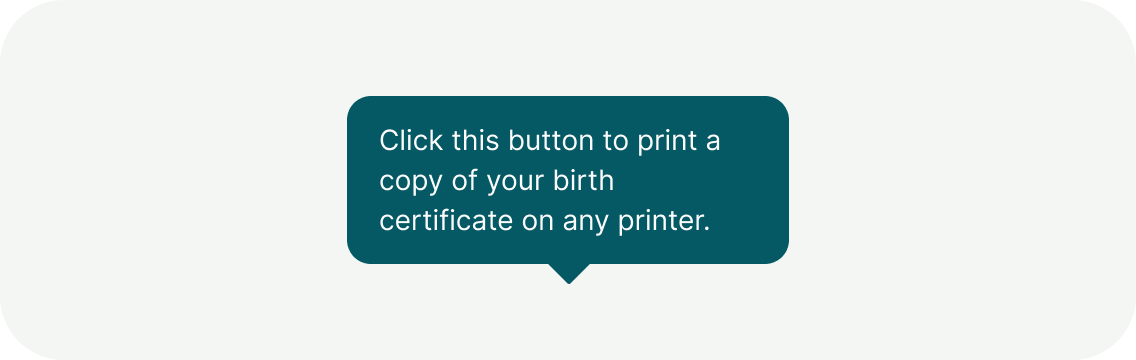 Click this button to print a
copy of your birth
certificate on any printer.